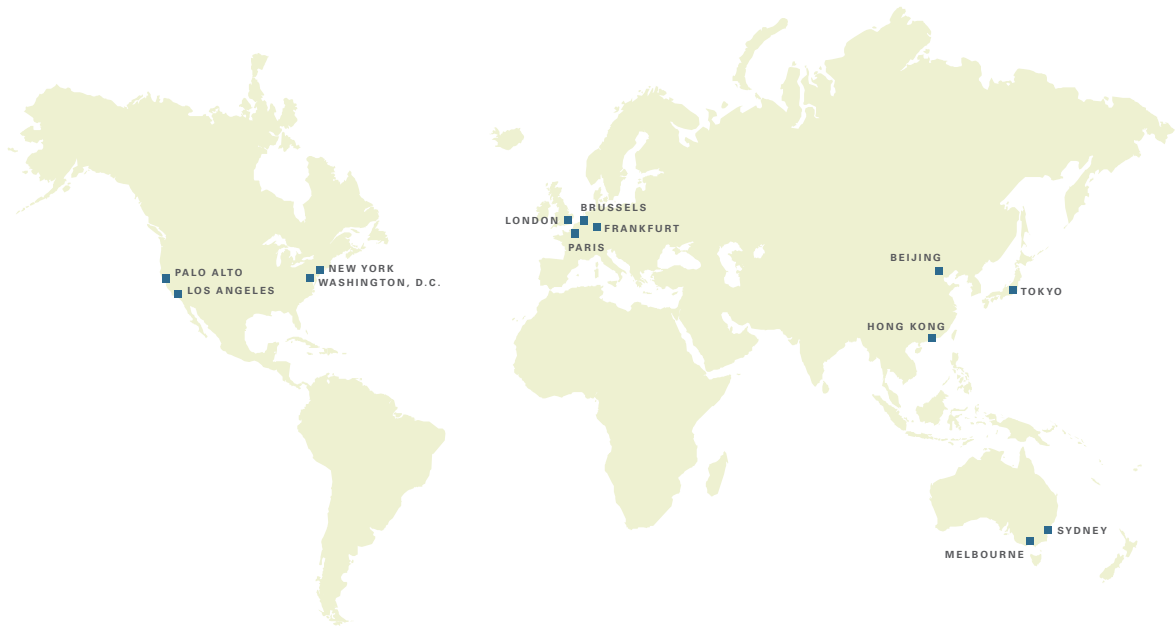 BRUSSELS
LONDON
FRANKFURT
PARIS
BEIJING
NEW YORK
PALO ALTO
WASHINGTON, D.C.
LOS ANGELES
TOKYO
HONG KONG
SYDNEY
MELBOURNE